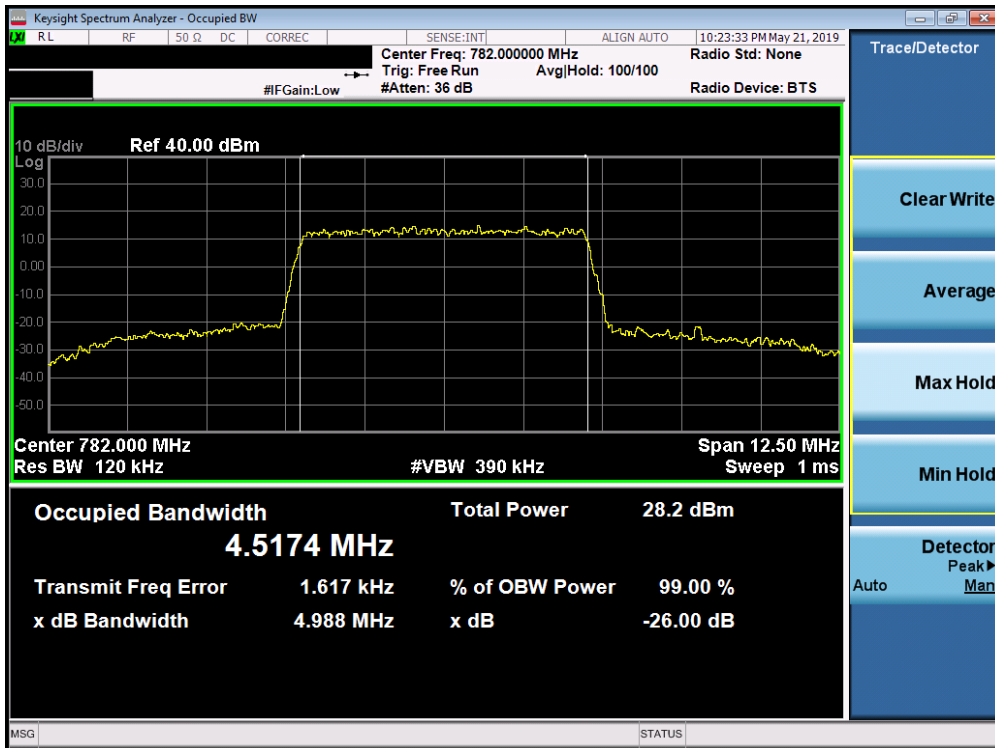 Keysight Spectrum Analyzer - Occupied BW
LXI RL RF 50 Ω DC CORREC SENSE:INT ALIGN AUTO 10:23:33 PM May 21, 2019
Center Freq: 782.000000 MHz Radio Std: None
Trig: Free Run Avg|Hold: 100/100
#IFGain:Low #Atten: 36 dB Radio Device: BTS
10 dB/div Ref 40.00 dBm
Log
30.0
20.0
10.0
0.00
-10.0
-20.0
-30.0
-40.0
-50.0
Center 782.000 MHz Span 12.50 MHz
Res BW 120 kHz #VBW 390 kHz Sweep 1 ms
Occupied Bandwidth Total Power 28.2 dBm
4.5174 MHz
Transmit Freq Error 1.617 kHz % of OBW Power 99.00 %
x dB Bandwidth 4.988 MHz x dB -26.00 dB
MSG STATUS
Trace/Detector
Clear Write
Average
Max Hold
Min Hold
Detector
Peak▶
Auto Man